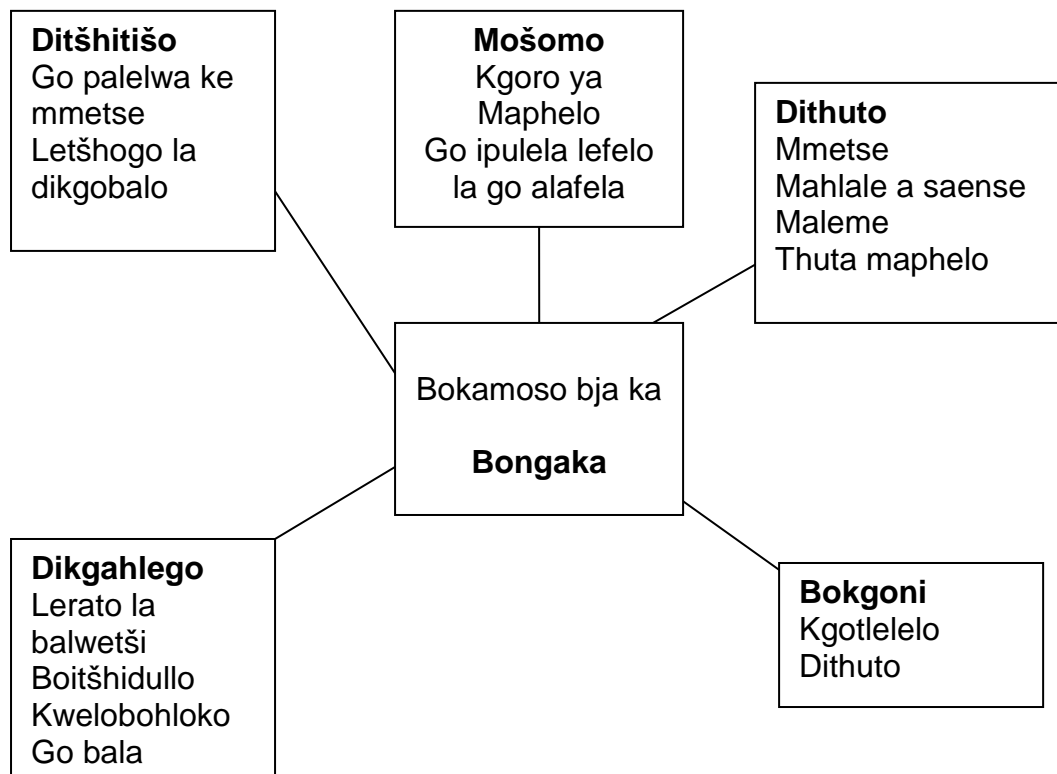 Ditšhitišo
Go palelwa ke
mmetse
Letšhogo la
dikgobalo
Mošomo
Kgoro ya
Maphelo
Go ipulela lefelo
la go alafela
Dithuto
Mmetse
Mahlale a saense
Maleme
Thuta maphelo
Bokamoso bja ka
Bongaka
Dikgahlego
Lerato la
balwetši
Boitšhidullo
Kwelobohloko
Go bala
Bokgoni
Kgotlelelo
Dithuto